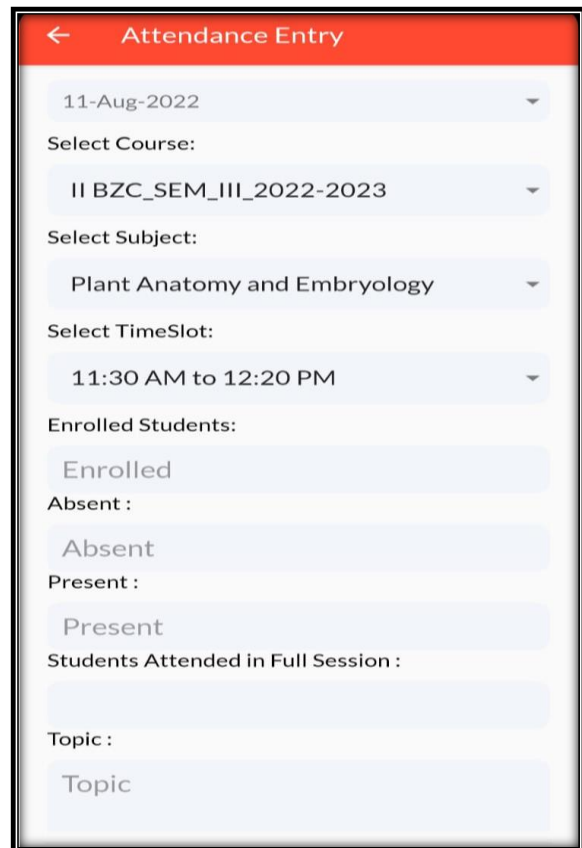 Attendance Entry
11-Aug-2022
Select Course:
II BZC_SEM_III_2022-2023
Select Subject:
Plant Anatomy and Embryology
Select TimeSlot:
11:30 AM to 12:20 PM
Enrolled Students:
Enrolled
Absent :
Absent
Present :
Present
Students Attended in Full Session :
Topic :
Topic